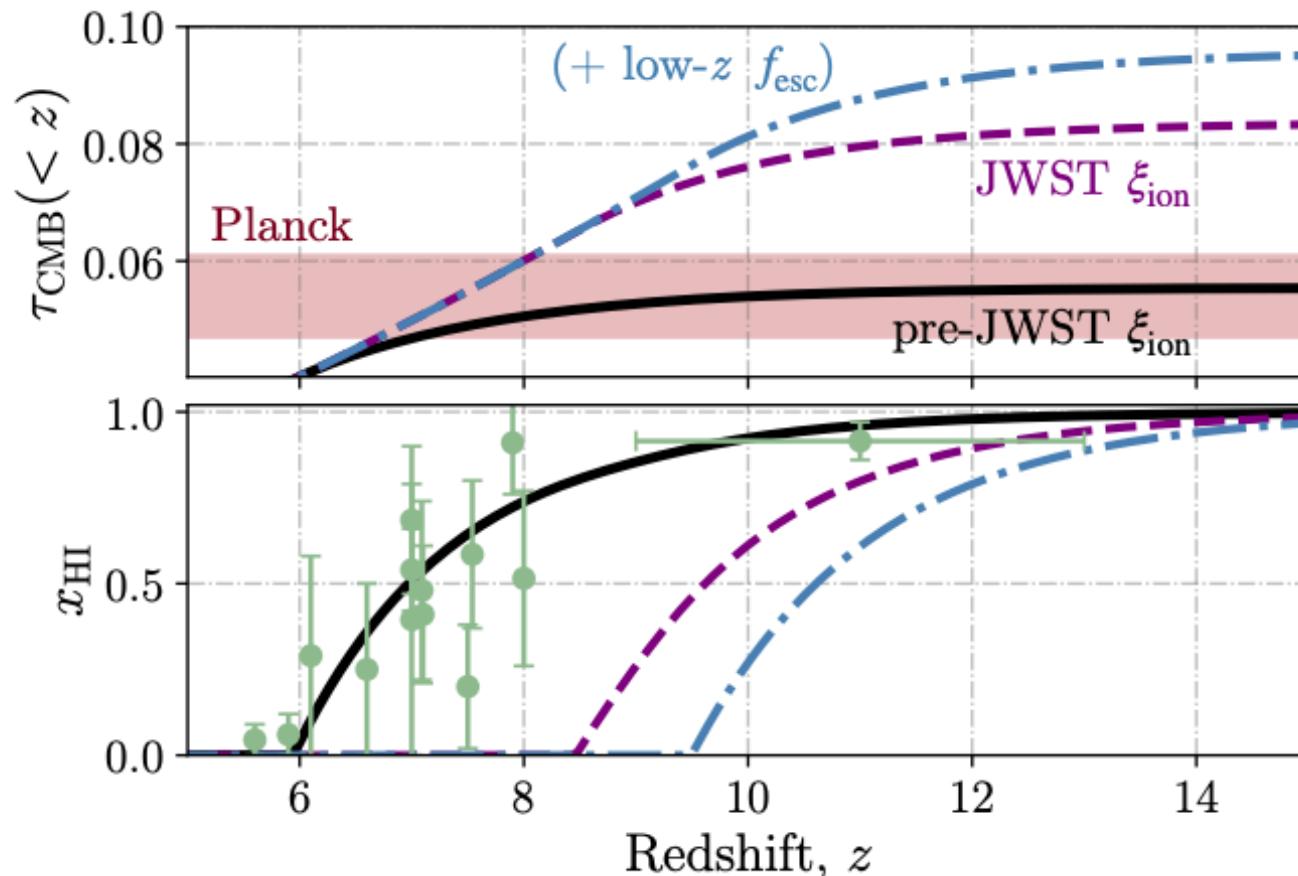 0.10
0.08
0.06
τ_CMB(< z)
(+ low-z f_esc)
JWST ξ_ion
Planck
pre-JWST ξ_ion
1.0
0.5
0.0
x_HI
6 8 10 12 14
Redshift, z